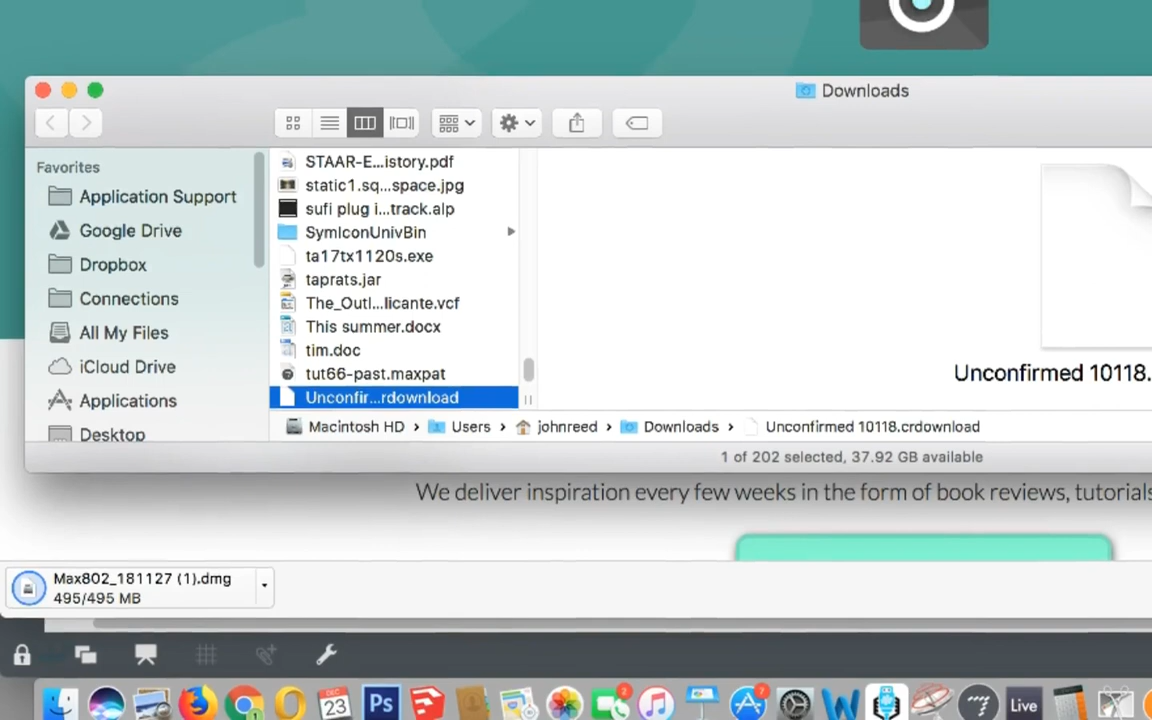 Downloads
Favorites
Application Support
Google Drive
Dropbox
Connections
All My Files
iCloud Drive
Applications
Desktop
STAAR-E...istory.pdf
static1.sq...space.jpg
sufi plug i...track.alp
SymIconUnivBin
ta17tx1120s.exe
taprats.jar
The_Outl...licante.vcf
This summer.docx
tim.doc
tut66-past.maxpat
Unconfir...rdownload
Unconfirmed 10118.
Macintosh HD › Users › johnreed › Downloads › Unconfirmed 10118.crdownload
1 of 202 selected, 37.92 GB available
We deliver inspiration every few weeks in the form of book reviews, tutorials
Max802_181127 (1).dmg
495/495 MB
DEC
23
Ps
2
7
W
Live